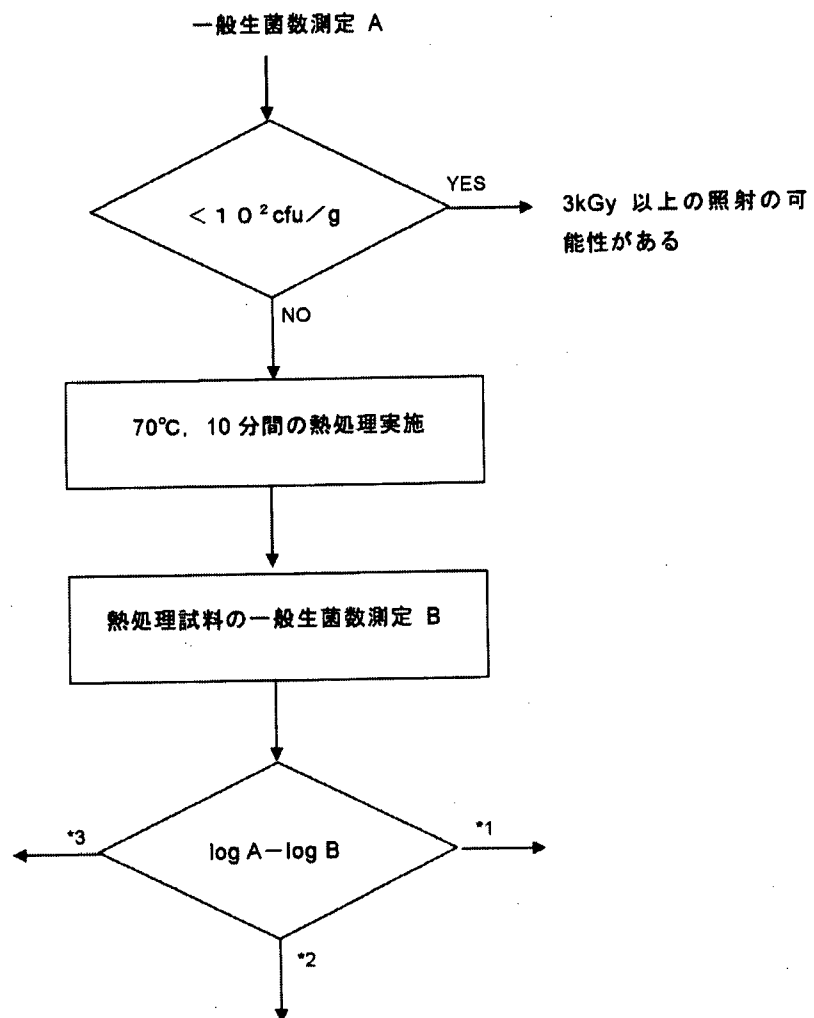 一般生菌数測定 A
＜１０²cfu／g
YES
3kGy 以上の照射の可
能性がある
NO
70℃, 10 分間の熱処理実施
熱処理試料の一般生菌数測定 B
*3
log A－log B
*1
*2